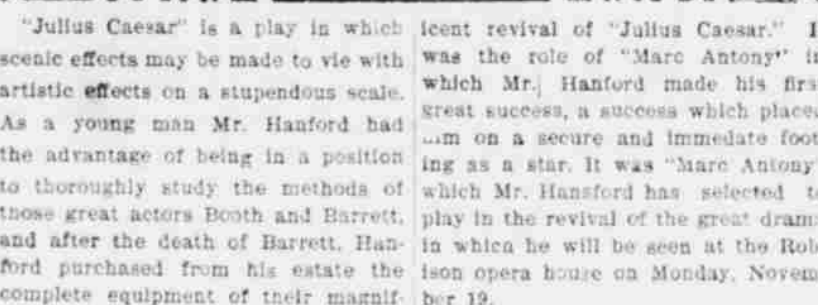 "Julius Caesar" is a play in which
scenic effects may be made to vie with
artistic effects on a stupendous scale.
As a young man Mr. Hanford had
the advantage of being in a position
to thoroughly study the methods of
those great actors Booth and Barrett,
and after the death of Barrett, Han-
ford purchased from his estate the
complete equipment of their magnif-
icent revival of "Julius Caesar."
was the role of "Marc Antony"
which Mr. Hanford made his
great success, a success which
on a secure and immedate foot
ing as a star. It was "Marc Antony"
which Mr. Hansford has selected
play in the revival of the great
in which he will be seen at the Rob
ison opera house on Monday, Novem
ber 19.